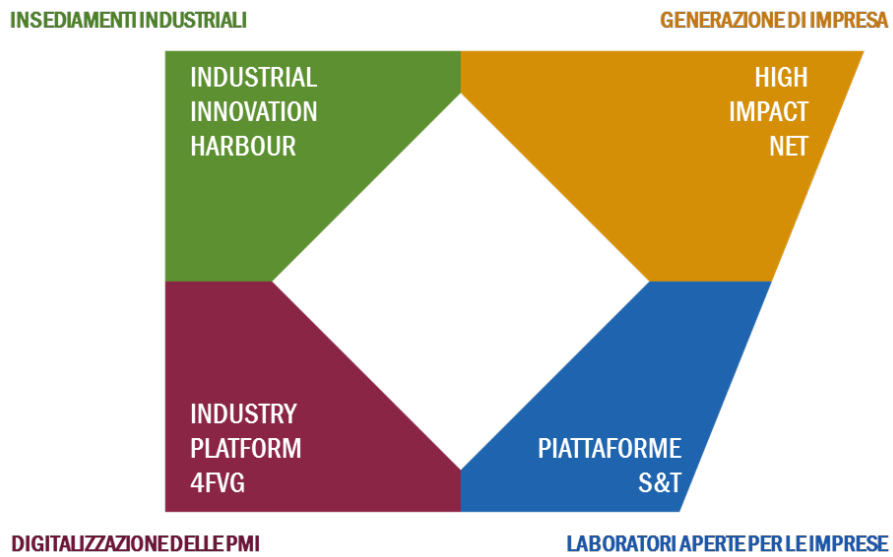 INSEDIAMENTI INDUSTRIALI
GENERAZIONE DI IMPRESA
INDUSTRIAL
INNOVATION
HARBOUR
HIGH
IMPACT
NET
INDUSTRY
PLATFORM
4FVG
PIATTAFORME
S&T
DIGITALIZZAZIONE DELLE PMI
LABORATORI APERTE PER LE IMPRESE